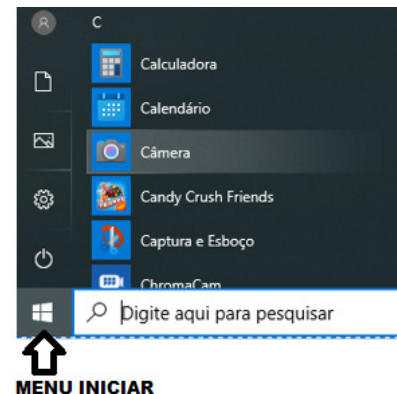 C
Calculadora
Calendário
Câmera
Candy Crush Friends
Captura e Esboço
ChromaCam
Digite aqui para pesquisar
MENU INICIAR